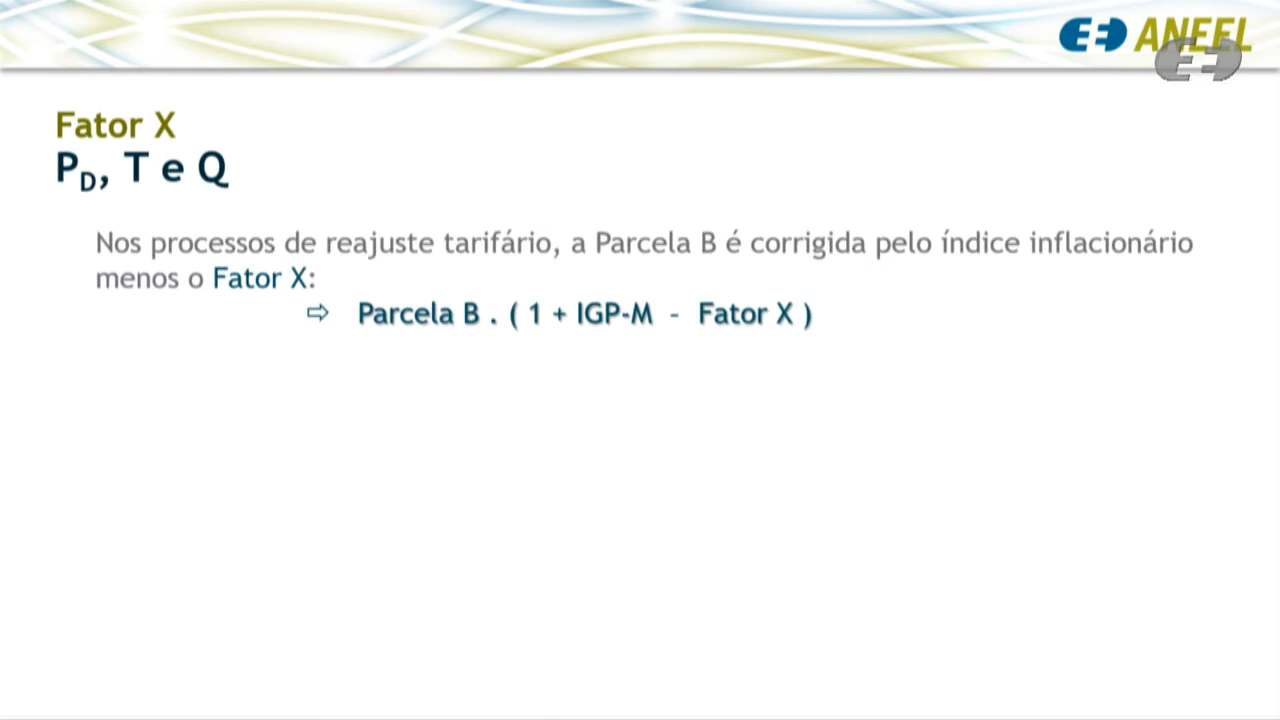 ANEEL
Fator X
PD, T e Q
Nos processos de reajuste tarifário, a Parcela B é corrigida pelo índice inflacionário
menos o Fator X:
⇨ Parcela B . ( 1 + IGP-M - Fator X )